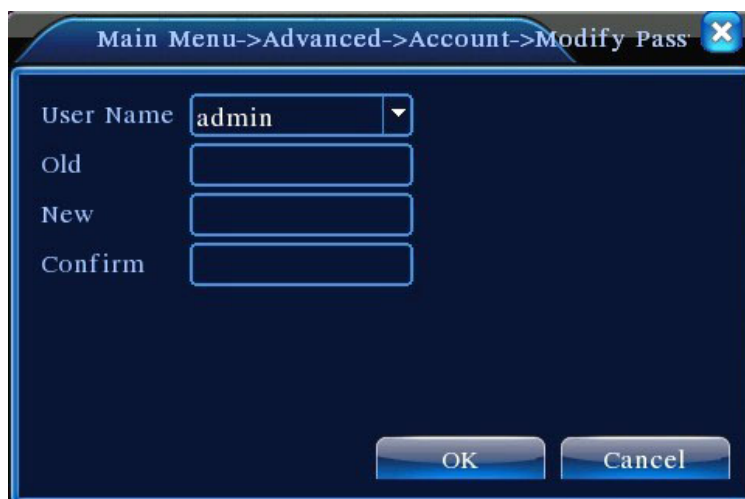 Main Menu->Advanced->Account->Modify Pass
User Name admin
Old
New
Confirm
OK Cancel